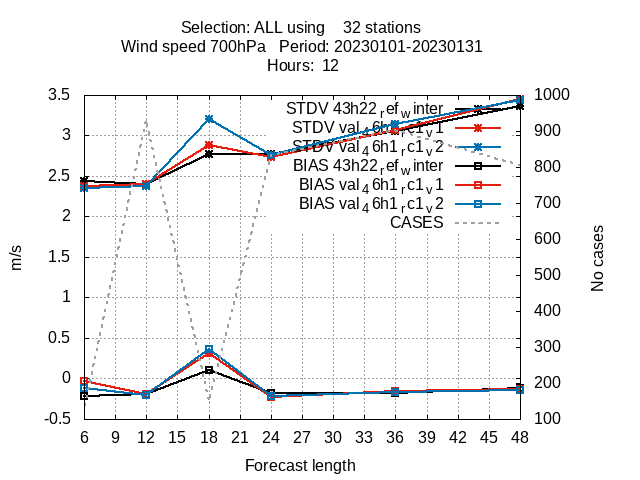 Selection: ALL using    32 stations
Wind speed 700hPa   Period: 20230101-20230131
Hours:  12
STDV 43h22_ref_winter
STDV val_46h1_rc1_v1
STDV val_46h1_rc1_v2
BIAS 43h22_ref_winter
BIAS val_46h1_rc1_v1
BIAS val_46h1_rc1_v2
CASES
3.5
3
2.5
2
1.5
1
0.5
0
-0.5
m/s
1000
900
800
700
600
500
400
300
200
100
No cases
6 9 12 15 18 21 24 27 30 33 36 39 42 45 48
Forecast length